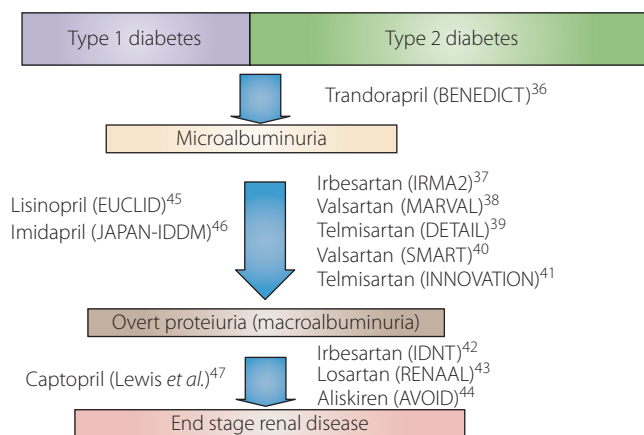 Type 1 diabetes
Type 2 diabetes
Trandorapril (BENEDICT)36
Microalbuminuria
Lisinopril (EUCLID)45
Imidapril (JAPAN-IDDM)46
Irbesartan (IRMA2)37
Valsartan (MARVAL)38
Telmisartan (DETAIL)39
Valsartan (SMART)40
Telmisartan (INNOVATION)41
Overt proteiuria (macroalbuminuria)
Captopril (Lewis et al.)47
Irbesartan (IDNT)42
Losartan (RENAAL)43
Aliskiren (AVOID)44
End stage renal disease